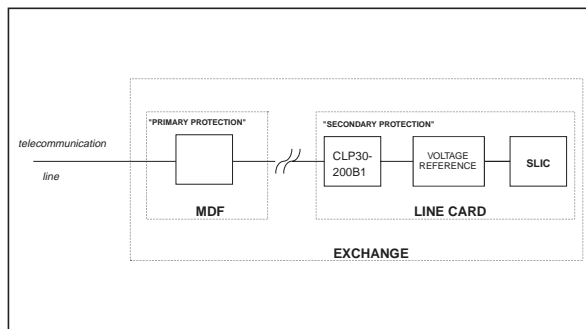 "PRIMARY PROTECTION"
"SECONDARY PROTECTION"
telecommunication
line
CLP30-
200B1
VOLTAGE
REFERENCE
SLIC
MDF
LINE CARD
EXCHANGE